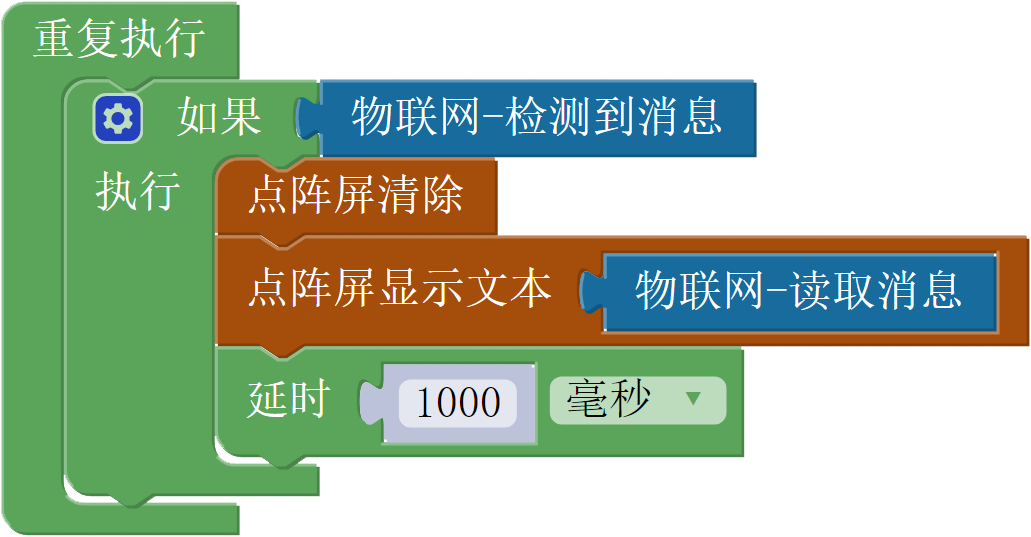 重复执行
如果 物联网-检测到消息
执行 点阵屏清除
点阵屏显示文本 物联网-读取消息
延时 1000 毫秒